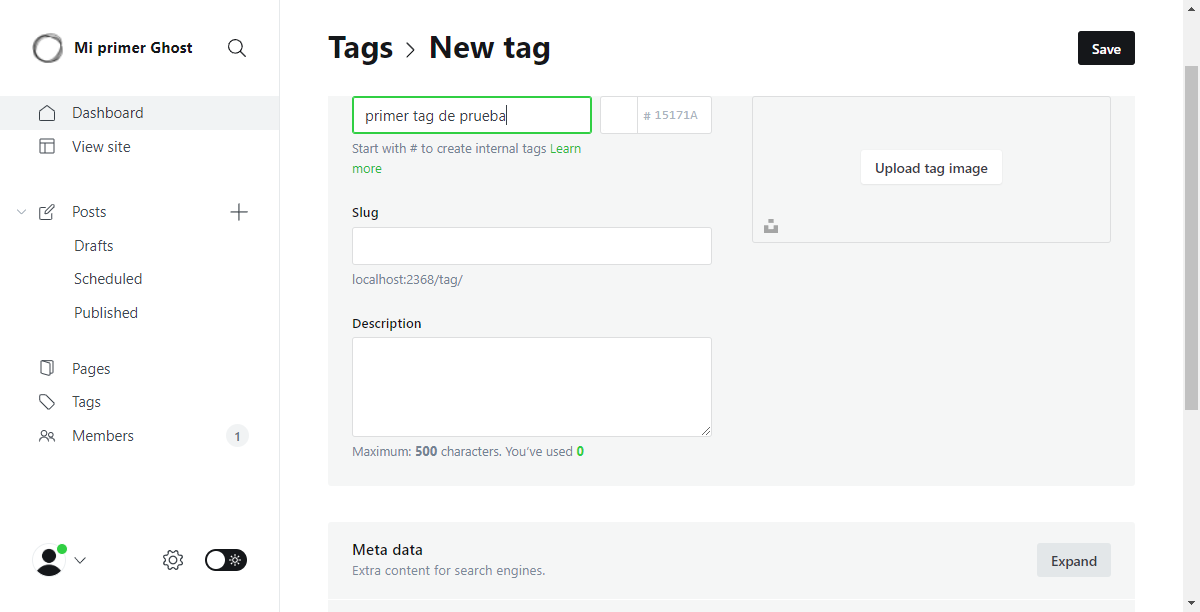 Mi primer Ghost
Dashboard
View site
Posts
Drafts
Scheduled
Published
Pages
Tags
Members
1
Tags > New tag
Save
primer tag de prueba
# 15171A
Start with # to create internal tags Learn
more
Slug
localhost:2368/tag/
Description
Maximum: 500 characters. You’ve used 0
Upload tag image
Meta data
Extra content for search engines.
Expand